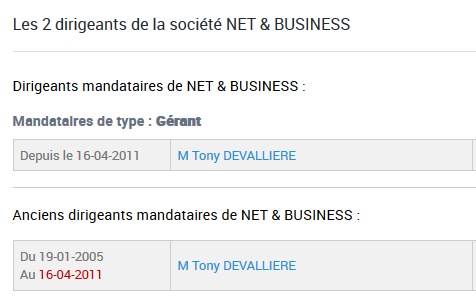 Les 2 dirigeants de la société NET & BUSINESS
Dirigeants mandataires de NET & BUSINESS :
Mandataires de type : Gérant
Depuis le 16-04-2011 M Tony DEVALLIERE
Anciens dirigeants mandataires de NET & BUSINESS :
Du 19-01-2005
Au 16-04-2011 M Tony DEVALLIERE